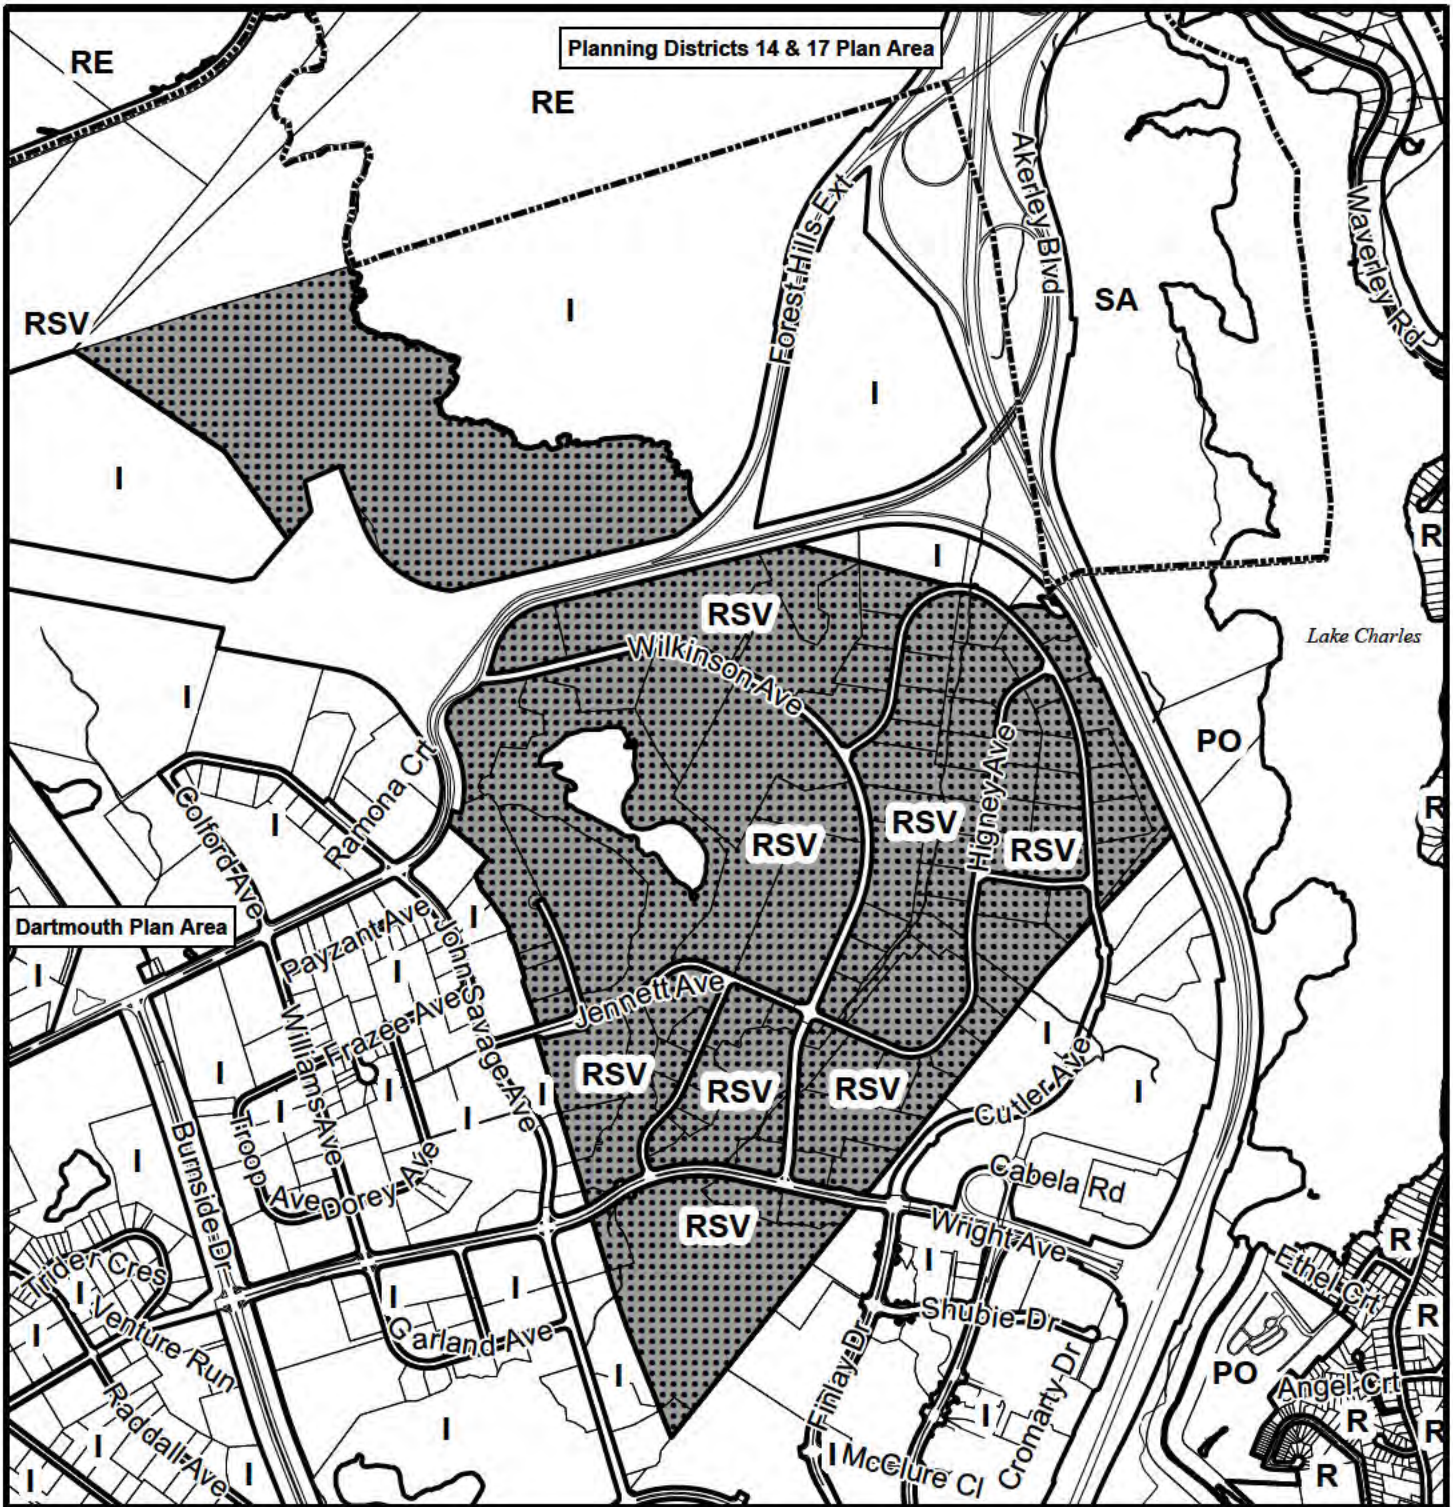 Planning Districts 14 & 17 Plan Area
RE
RE
Akerley Blvd
Forest Hills Ext
Waverley Rd
SA
I
RSV
I
I
R
I
RSV
Lake Charles
Wilkinson Ave
I
PO
Higney Ave
Ramona Crt
R
Colford Ave
I
RSV
RSV
RSV
Dartmouth Plan Area
Payzant Ave
I
John Savage Ave
I
I
Jennett Ave
Williams Ave
Frazee Ave
I
I
RSV
RSV
RSV
I
I
I
I
I
Cutler Ave
I
Troop Ave
Dorey Ave
Burnside Dr
Cabela Rd
RSV
Wright Ave
R
Trider Cres
I
I
I
I
Ethel Crt
Venture Run
Shubie Dr
R
I
Garland Ave
Finlay Dr
Cromarty Dr
PO
Angel Crt
I
Raddall Ave
I
I
R
R
I
I
I
I
McClure Cl
R